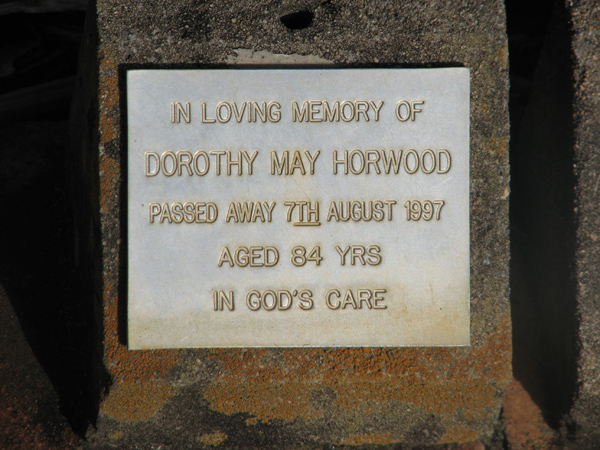 IN LOVING MEMORY OF
DOROTHY MAY HORWOOD
PASSED AWAY 7TH AUGUST 1997
AGED 84 YRS
IN GOD'S CARE